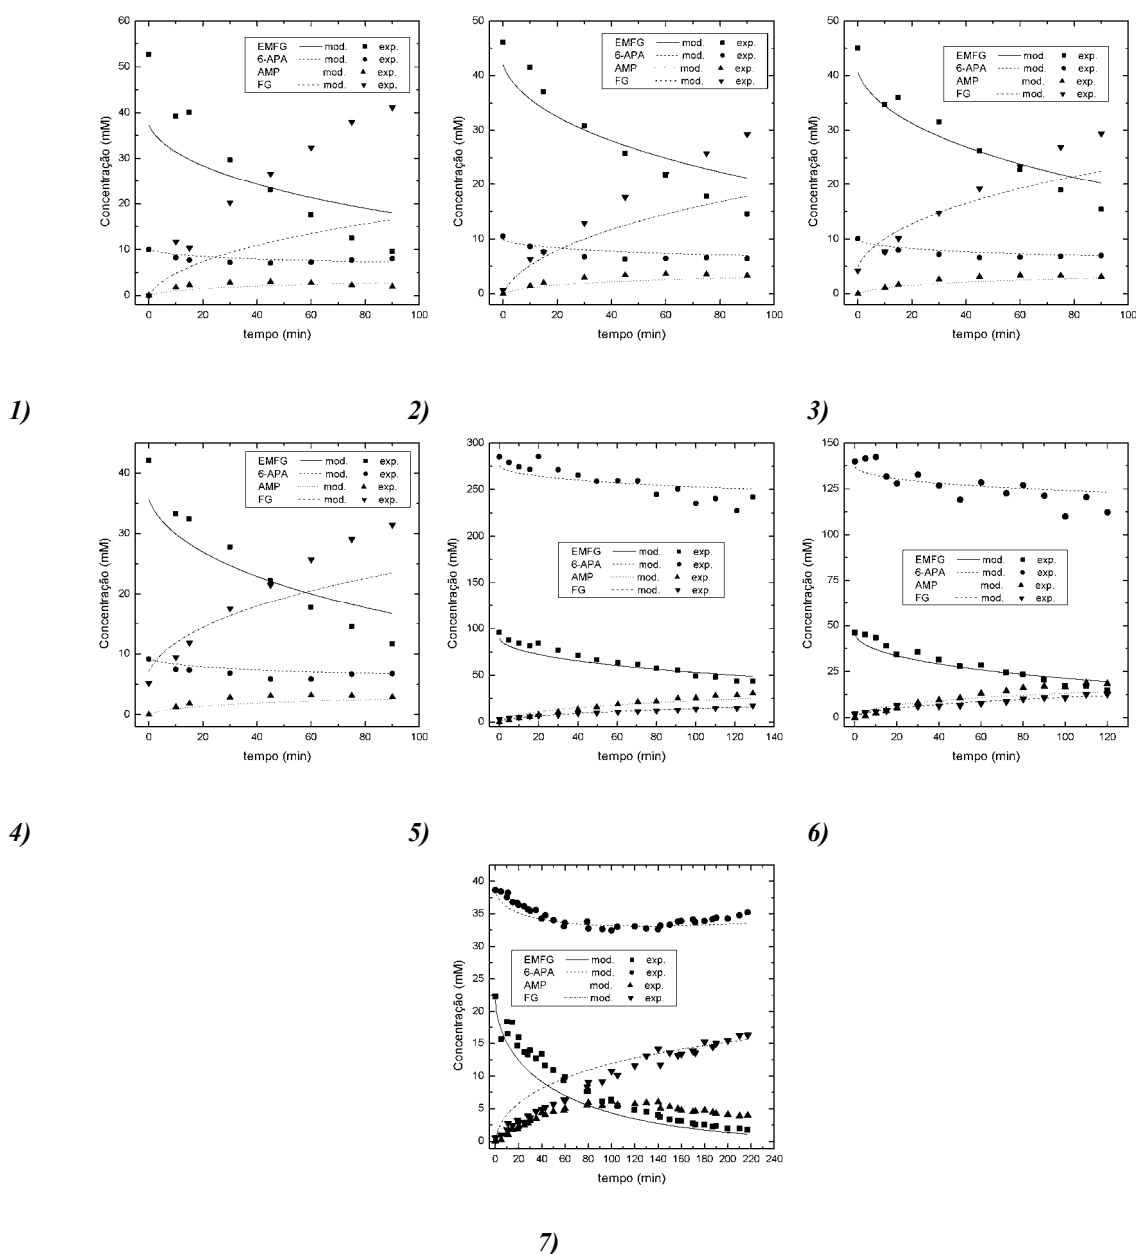 60
50
40
30
20
10
0
0 20 40 60 80 100
Concentração (mM)
tempo (min)
EMFG mod. exp.
6-APA mod. exp.
AMP mod. exp.
FG mod. exp.
50
40
30
20
10
0
0 20 40 60 80 100
Concentração (mM)
tempo (min)
EMFG mod. exp.
6-APA mod. exp.
AMP mod. exp.
FG mod. exp.
50
40
30
20
10
0
0 20 40 60 80 100
Concentração (mM)
tempo (min)
EMFG mod. exp.
6-APA mod. exp.
AMP mod. exp.
FG mod. exp.
1) 2) 3)
40
30
20
10
0
0 20 40 60 80 100
Concentração (mM)
tempo (min)
EMFG mod. exp.
6-APA mod. exp.
AMP mod. exp.
FG mod. exp.
300
250
200
150
100
50
0
0 20 40 60 80 100 120 140
Concentração (mM)
tempo (min)
EMFG mod. exp.
6-APA mod. exp.
AMP mod. exp.
FG mod. exp.
150
125
100
75
50
25
0
0 20 40 60 80 100 120
Concentração (mM)
tempo (min)
EMFG mod. exp.
6-APA mod. exp.
AMP mod. exp.
FG mod. exp.
4) 5) 6)
40
35
30
25
20
15
10
5
0
0 20 40 60 80 100 120 140 160 180 200 220 240
Concentração (mM)
tempo (min)
EMFG mod. exp.
6-APA mod. exp.
AMP mod. exp.
FG mod. exp.
7)